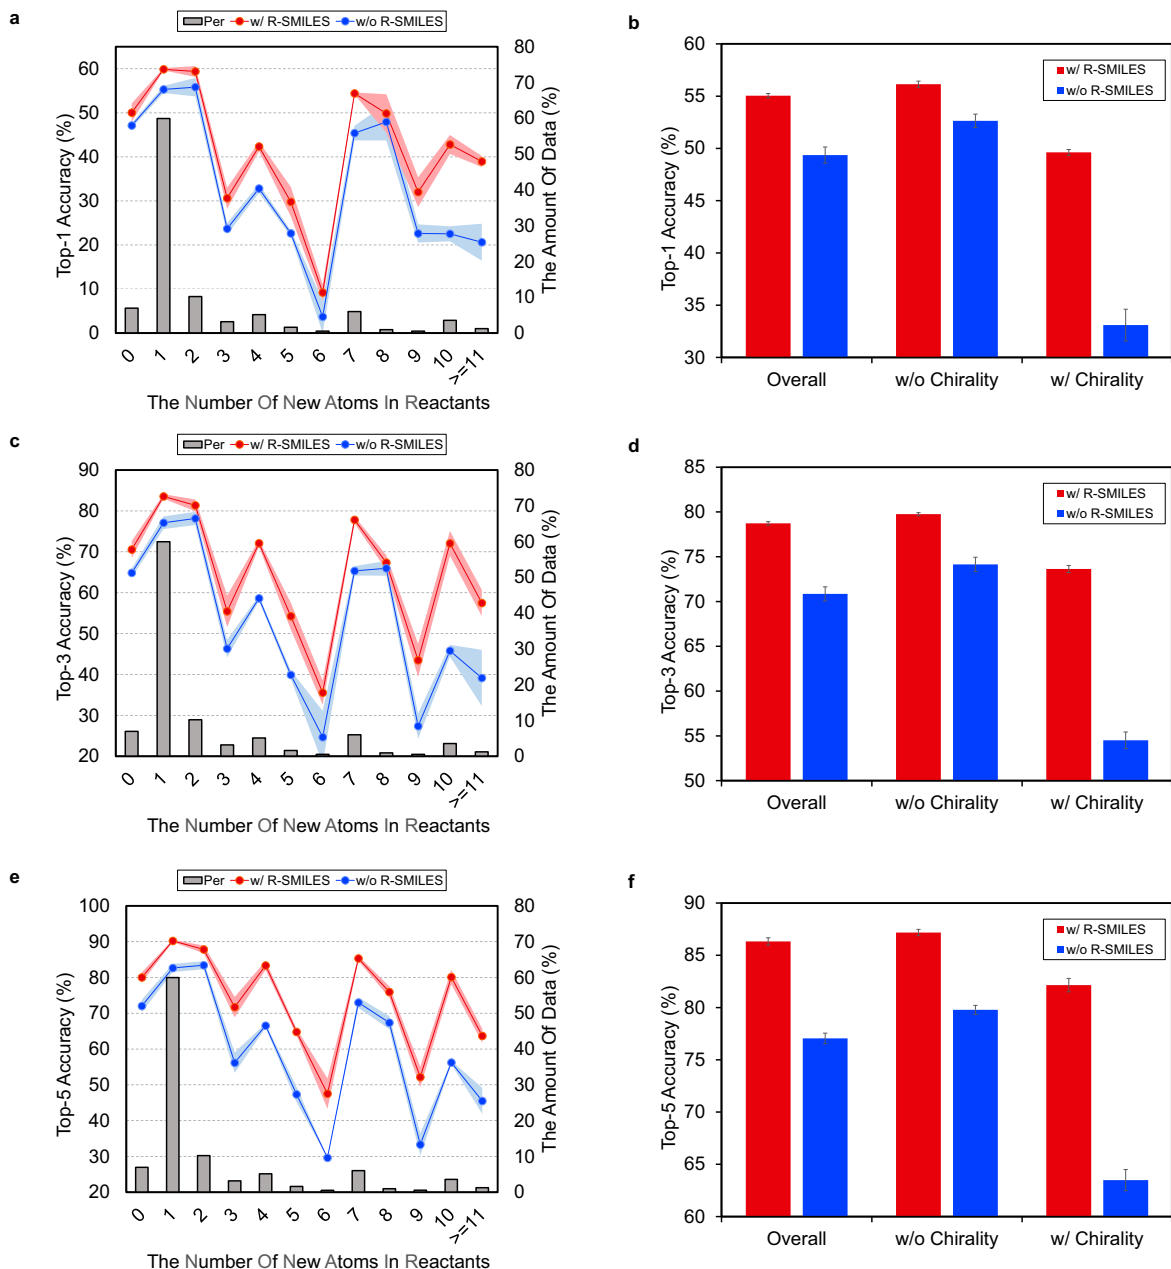 a
Per w/ R-SMILES w/o R-SMILES
Top-1 Accuracy (%)
60
50
40
30
20
10
0
80
70
60
50
40
30
20
10
0
The Amount Of Data (%)
0 1 2 3 4 5 6 7 8 9 10 >=11
The Number Of New Atoms In Reactants
b
w/ R-SMILES
w/o R-SMILES
Top-1 Accuracy (%)
60
55
50
45
40
35
30
Overall w/o Chirality w/ Chirality
c
Per w/ R-SMILES w/o R-SMILES
Top-3 Accuracy (%)
90
80
70
60
50
40
30
20
80
70
60
50
40
30
20
10
0
The Amount Of Data (%)
0 1 2 3 4 5 6 7 8 9 10 >=11
The Number Of New Atoms In Reactants
d
w/ R-SMILES
w/o R-SMILES
Top-3 Accuracy (%)
85
80
75
70
65
60
55
50
Overall w/o Chirality w/ Chirality
e
Per w/ R-SMILES w/o R-SMILES
Top-5 Accuracy (%)
100
90
80
70
60
50
40
30
20
80
70
60
50
40
30
20
10
0
The Amount Of Data (%)
0 1 2 3 4 5 6 7 8 9 10 >=11
The Number Of New Atoms In Reactants
f
w/ R-SMILES
w/o R-SMILES
Top-5 Accuracy (%)
90
85
80
75
70
65
60
Overall w/o Chirality w/ Chirality